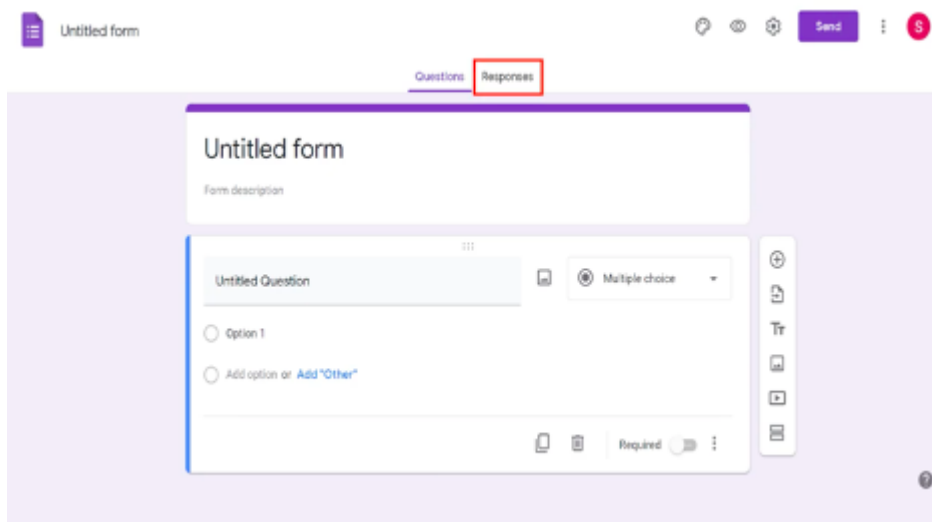 Untitled form
Send
S
Questions Responses
Untitled form
Form description
Untitled Question
Multiple choice
Option 1
Add option or Add "Other"
Required
Tт